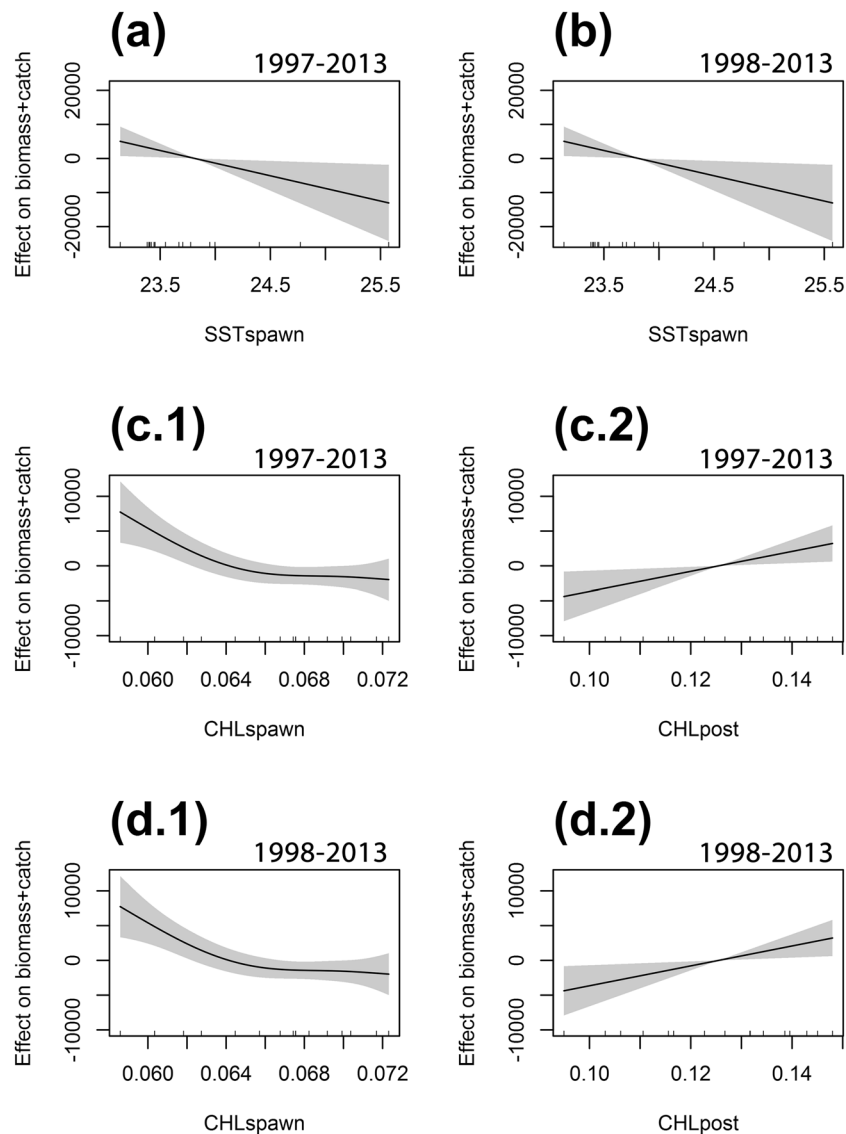 (a)
1997-2013
Effect on biomass+catch
20000
0
-20000
23.5 24.5 25.5
SSTspawn
(b)
1998-2013
Effect on biomass+catch
20000
0
-20000
23.5 24.5 25.5
SSTspawn
(c.1)
1997-2013
Effect on biomass+catch
10000
0
-10000
0.060 0.064 0.068 0.072
CHLspawn
(c.2)
1997-2013
Effect on biomass+catch
10000
0
-10000
0.10 0.12 0.14
CHLpost
(d.1)
1998-2013
Effect on biomass+catch
10000
0
-10000
0.060 0.064 0.068 0.072
CHLspawn
(d.2)
1998-2013
Effect on biomass+catch
10000
0
-10000
0.10 0.12 0.14
CHLpost